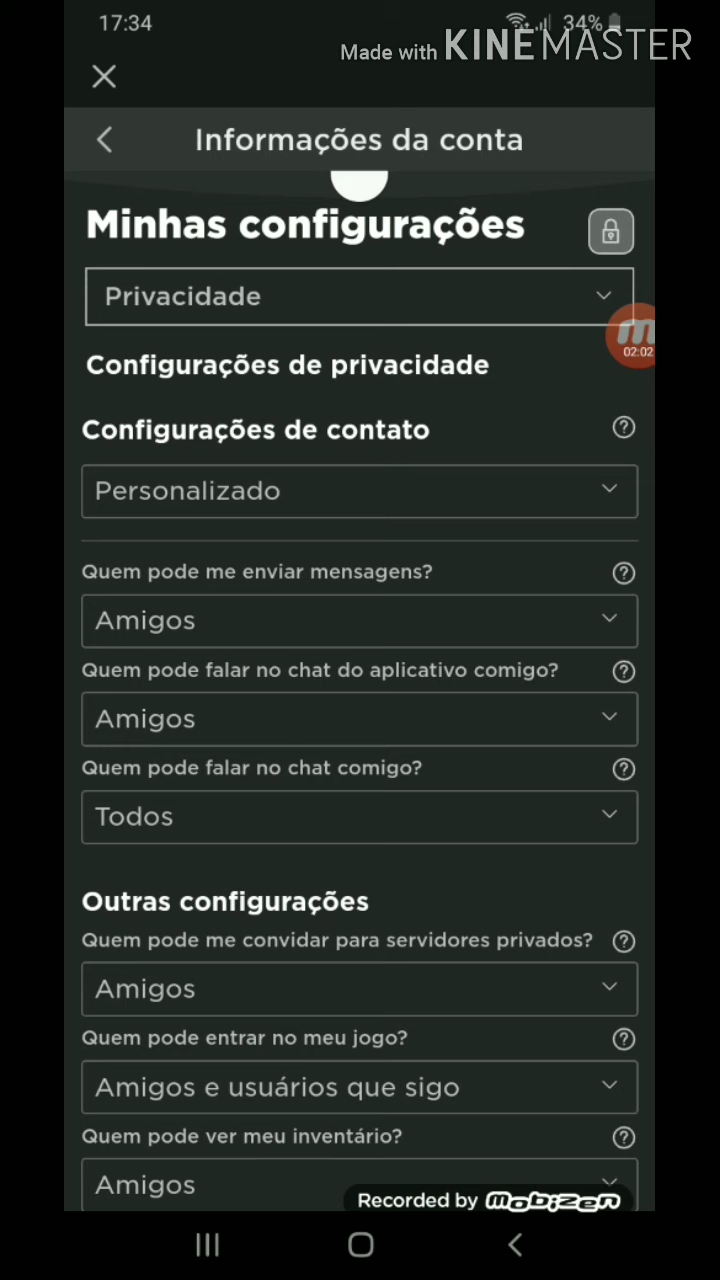 17:34
34%
Made with KINEMASTER
Informações da conta
Minhas configurações
Privacidade
02:02
Configurações de privacidade
Configurações de contato
Personalizado
Quem pode me enviar mensagens?
Amigos
Quem pode falar no chat do aplicativo comigo?
Amigos
Quem pode falar no chat comigo?
Todos
Outras configurações
Quem pode me convidar para servidores privados?
Amigos
Quem pode entrar no meu jogo?
Amigos e usuários que sigo
Quem pode ver meu inventário?
Amigos
Recorded by Mobizen